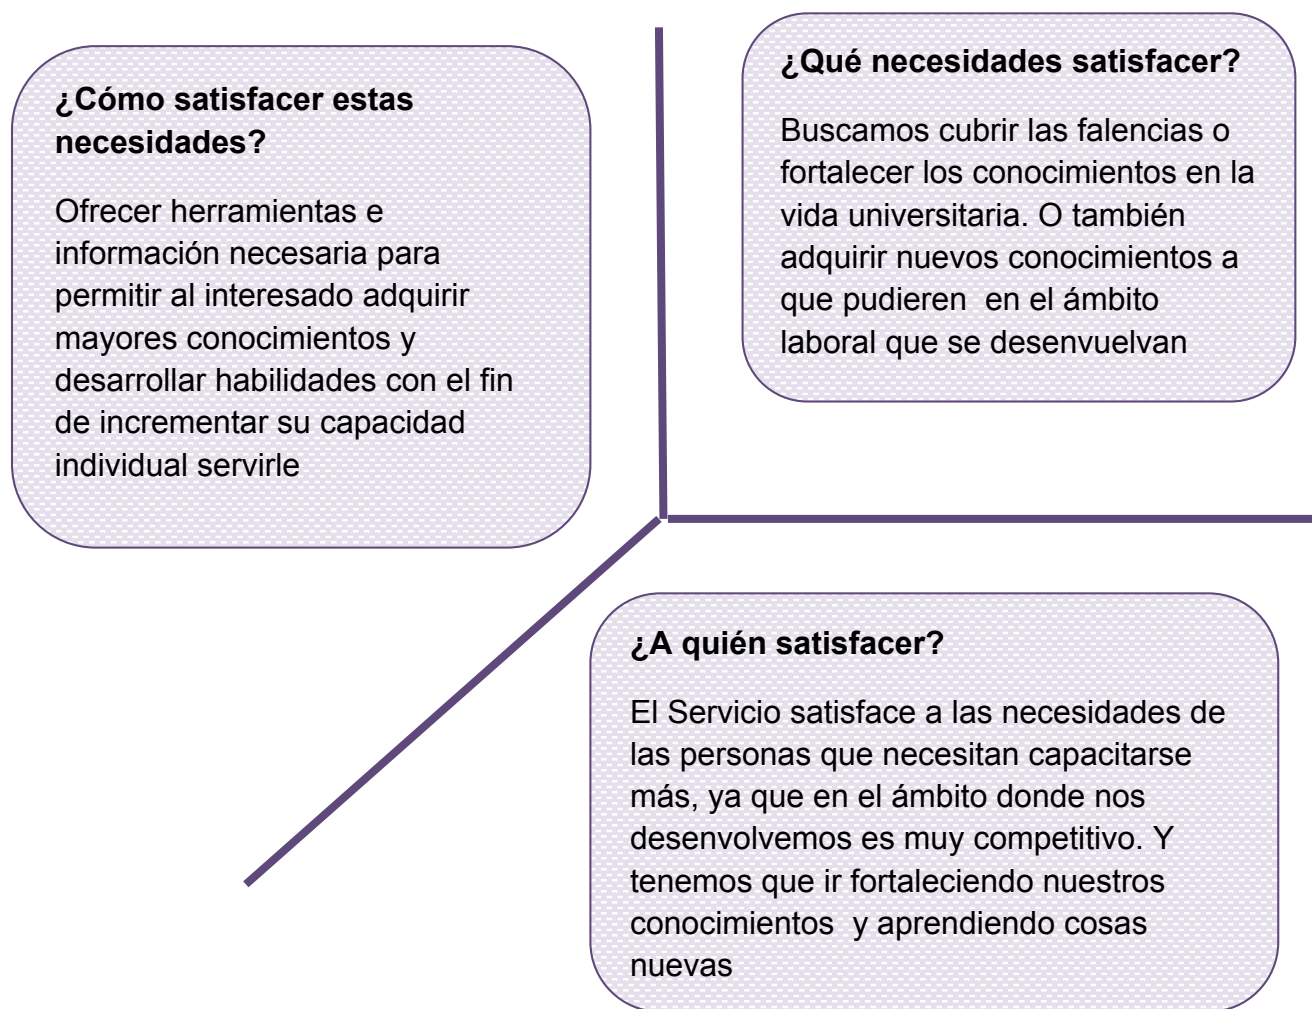 ¿Cómo satisfacer estas
necesidades?
Ofrecer herramientas e
información necesaria para
permitir al interesado adquirir
mayores conocimientos y
desarrollar habilidades con el fin
de incrementar su capacidad
individual servirle
¿Qué necesidades satisfacer?
Buscamos cubrir las falencias o
fortalecer los conocimientos en la
vida universitaria. O también
adquirir nuevos conocimientos a
que pudieren  en el ámbito
laboral que se desenvuelvan
¿A quién satisfacer?
El Servicio satisface a las necesidades de
las personas que necesitan capacitarse
más, ya que en el ámbito donde nos
desenvolvemos es muy competitivo. Y
tenemos que ir fortaleciendo nuestros
conocimientos  y aprendiendo cosas
nuevas